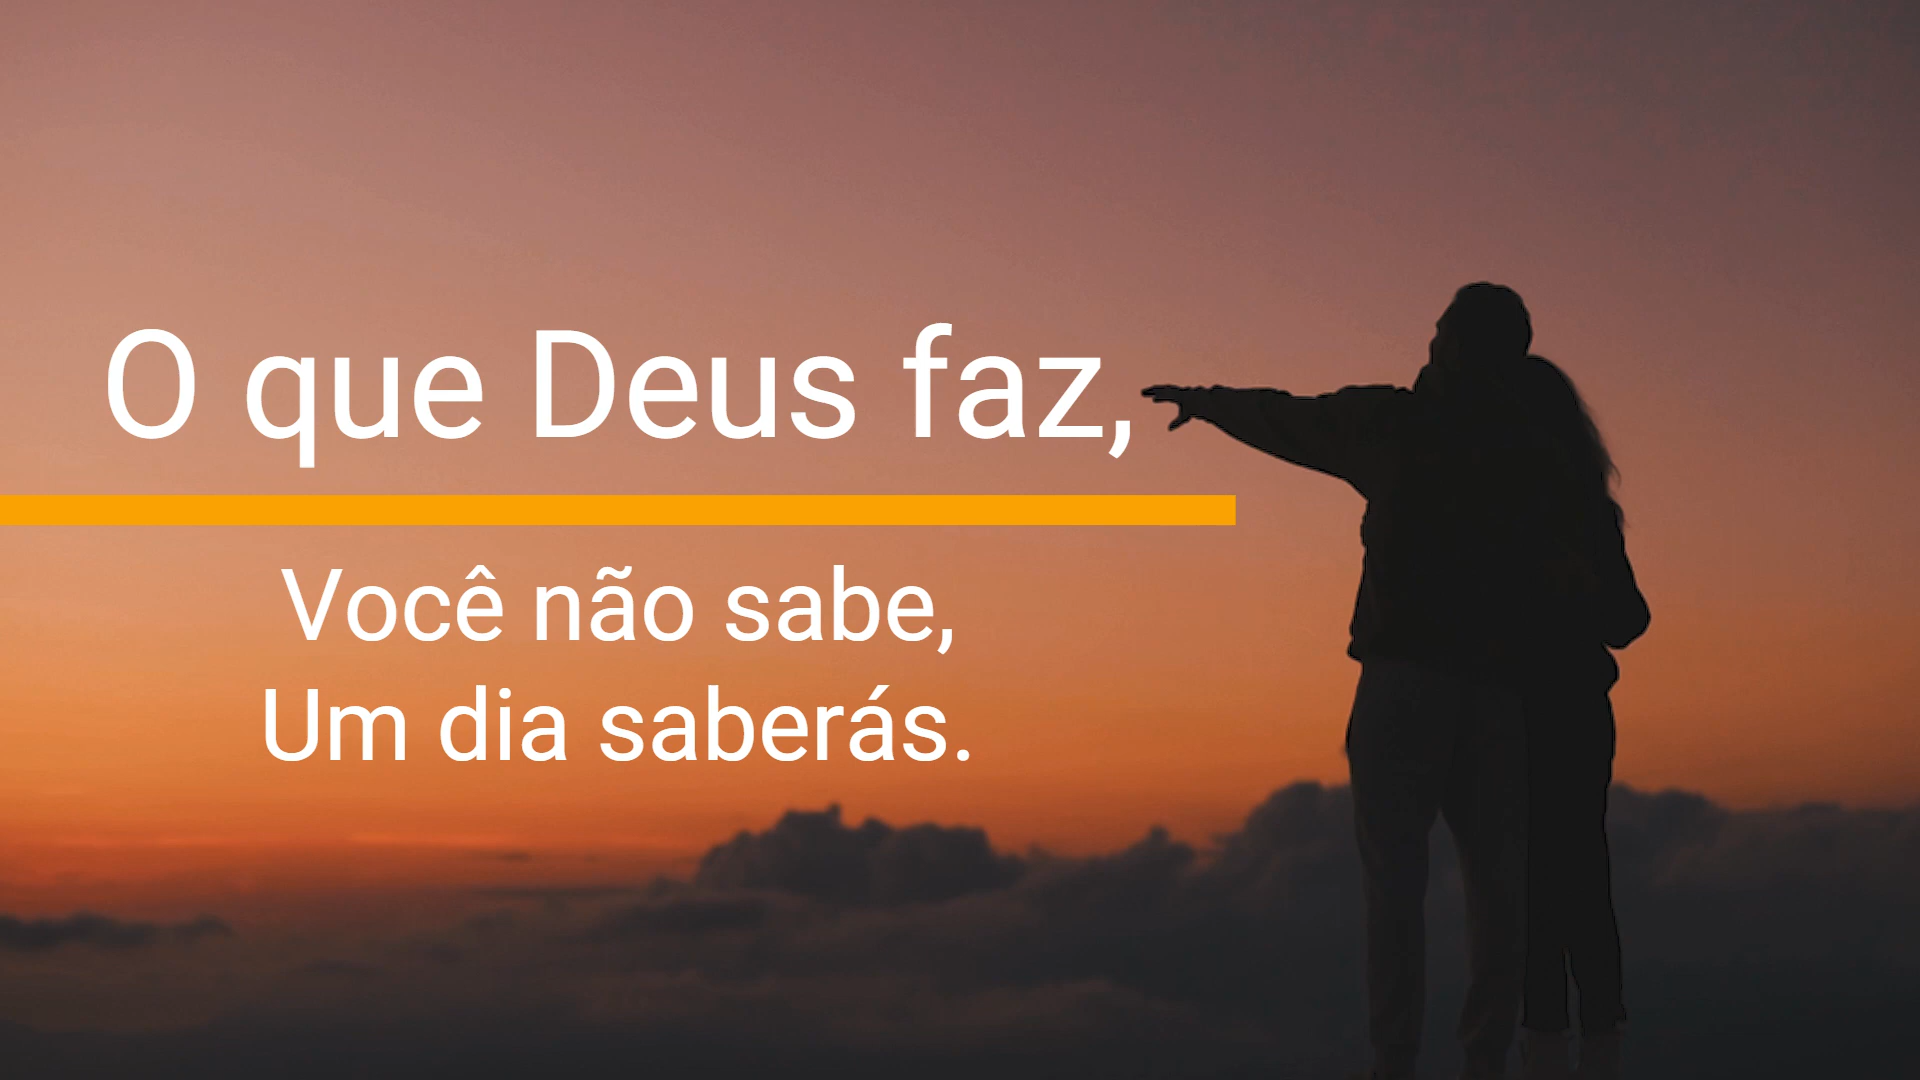 O que Deus faz,
Você não sabe,
Um dia saberás.